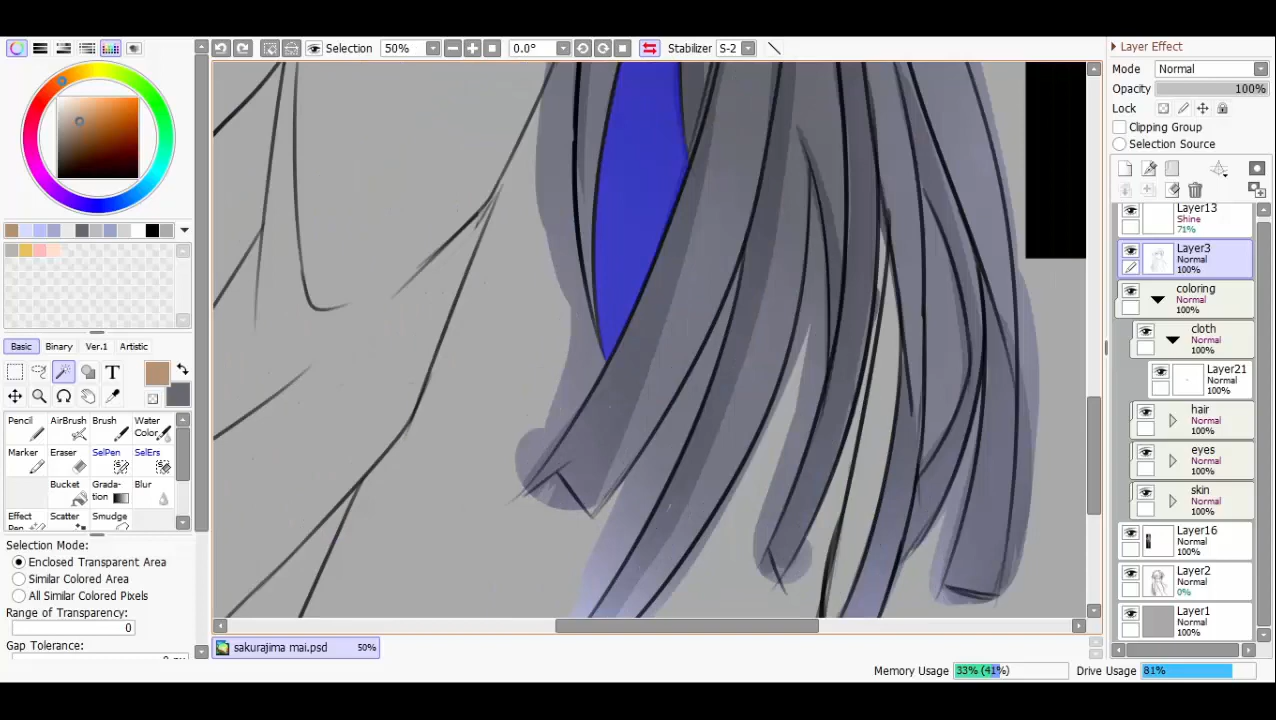 Selection 50% 0.0° Stabilizer S-2
Layer Effect
Mode Normal
Opacity 100%
Lock
Clipping Group
Selection Source
Layer13
Shine
71%
Layer3
Normal
100%
coloring
Normal
100%
cloth
Normal
100%
Layer21
Normal
100%
hair
Normal
100%
eyes
Normal
100%
skin
Normal
100%
Layer16
Normal
100%
Layer2
Normal
0%
Layer1
Normal
100%
Basic Binary Ver.1 Artistic
T
Pencil AirBrush Brush Water Color
Marker Eraser SelPen SelErs
Bucket Gradation Blur
Effect Pen Scatter Smudge
Selection Mode:
Enclosed Transparent Area
Similar Colored Area
All Similar Colored Pixels
Range of Transparency:
0
Gap Tolerance:
sakurajima mai.psd 50%
Memory Usage 33% (41%) Drive Usage 81%